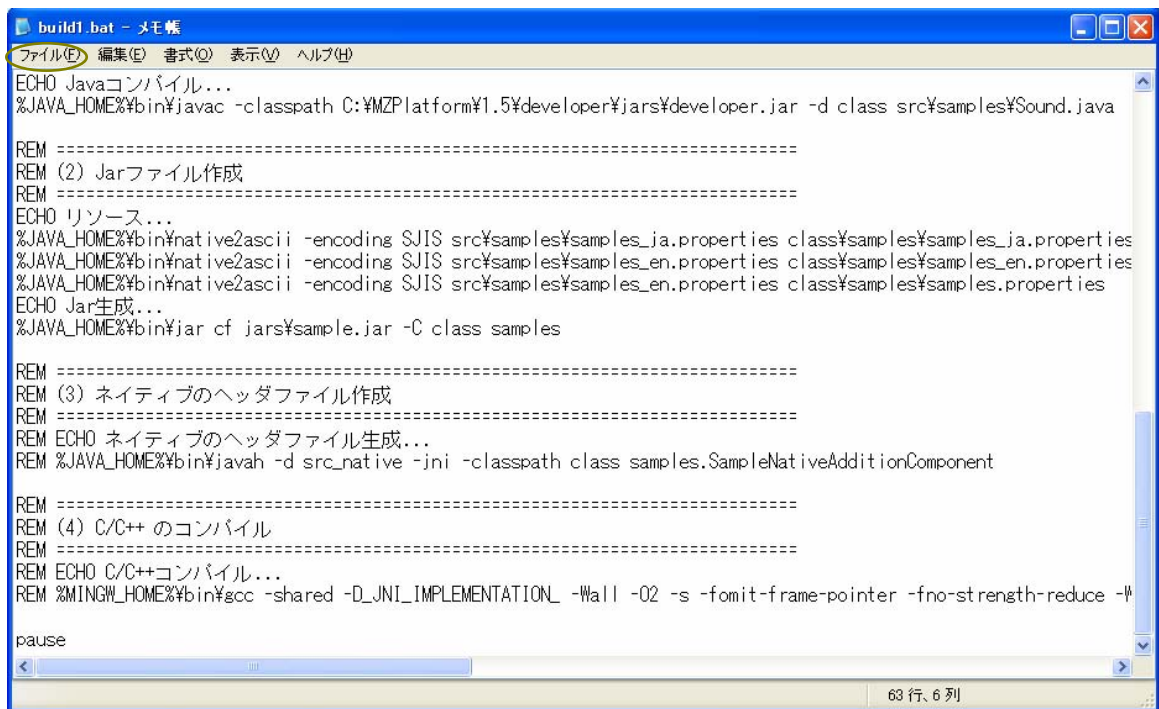 build1.bat - メモ帳
ファイル(F) 編集(E) 書式(O) 表示(V) ヘルプ(H)
ECHO Javaコンパイル...
%JAVA_HOME%¥bin¥javac -classpath C:¥MZPlatform¥1.5¥developer¥jars¥developer.jar -d class src¥samples¥Sound.java
REM ===========================================================================
REM (2) Jarファイル作成
REM ===========================================================================
ECHO リソース...
%JAVA_HOME%¥bin¥native2ascii -encoding SJIS src¥samples¥samples_ja.properties class¥samples¥samples_ja.properties
%JAVA_HOME%¥bin¥native2ascii -encoding SJIS src¥samples¥samples_en.properties class¥samples¥samples_en.properties
%JAVA_HOME%¥bin¥native2ascii -encoding SJIS src¥samples¥samples_en.properties class¥samples¥samples.properties
ECHO Jar生成...
%JAVA_HOME%¥bin¥jar cf jars¥sample.jar -C class samples
REM ===========================================================================
REM (3) ネイティブのヘッダファイル作成
REM ===========================================================================
REM ECHO ネイティブのヘッダファイル生成...
REM %JAVA_HOME%¥bin¥javah -d src_native -jni -classpath class samples.SampleNativeAdditionComponent
REM ===========================================================================
REM (4) C/C++ のコンパイル
REM ===========================================================================
REM ECHO C/C++コンパイル...
REM %MINGW_HOME%¥bin¥gcc -shared -D_JNI_IMPLEMENTATION_ -Wall -O2 -s -fomit-frame-pointer -fno-strength-reduce
pause
63 行、6 列